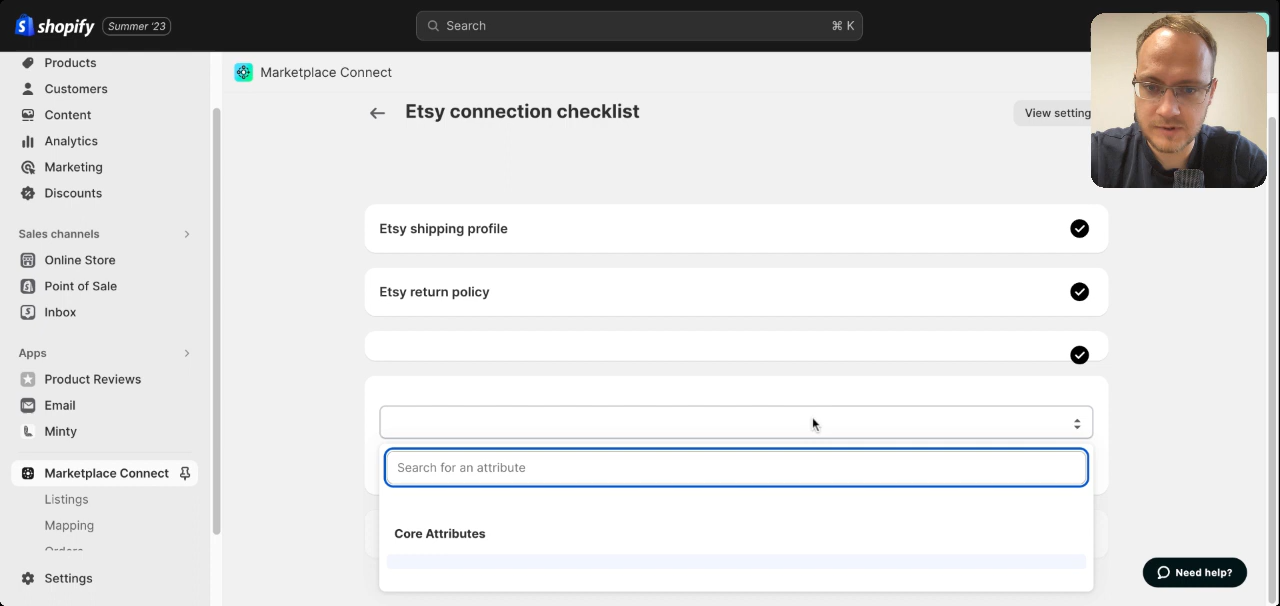 shopify Summer '23
Search ⌘ K
Products
Customers
Content
Analytics
Marketing
Discounts
Sales channels
Online Store
Point of Sale
Inbox
Apps
Product Reviews
Email
Minty
Marketplace Connect
Listings
Mapping
Orders
Settings
Marketplace Connect
Etsy connection checklist
View setting
Etsy shipping profile
Etsy return policy
Search for an attribute
Core Attributes
Need help?